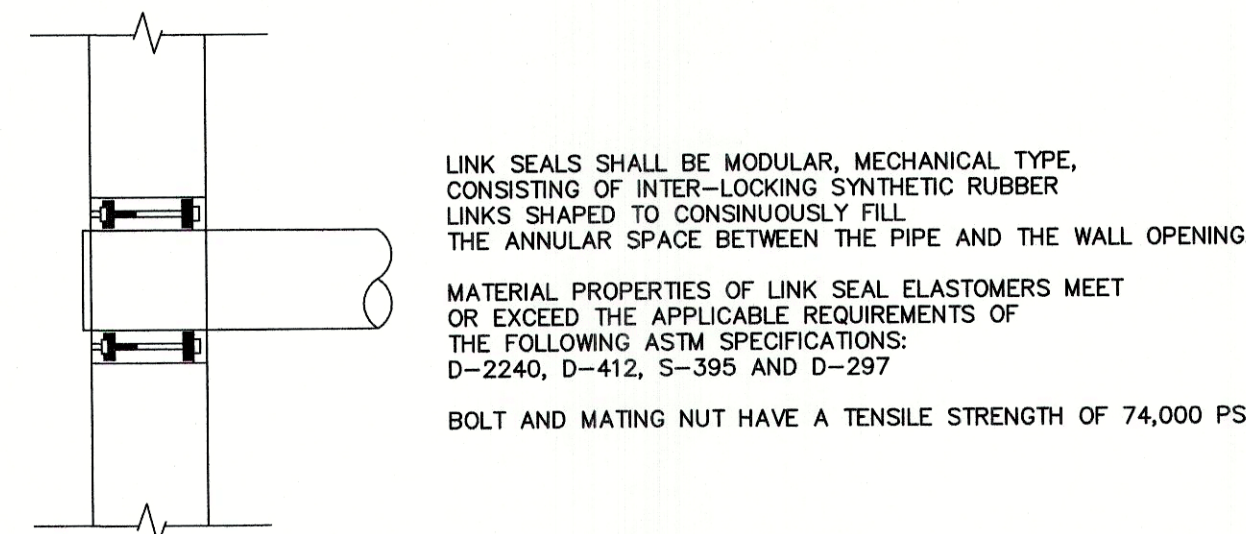 LINK SEALS SHALL BE MODULAR, MECHANICAL TYPE,
CONSISTING OF INTER-LOCKING SYNTHETIC RUBBER
LINKS SHAPED TO CONSINUOUSLY FILL
THE ANNULAR SPACE BETWEEN THE PIPE AND THE WALL OPENING
MATERIAL PROPERTIES OF LINK SEAL ELASTOMERS MEET
OR EXCEED THE APPLICABLE REQUIREMENTS OF
THE FOLLOWING ASTM SPECIFICATIONS:
D-2240, D-412, S-395 AND D-297
BOLT AND MATING NUT HAVE A TENSILE STRENGTH OF 74,000 PS